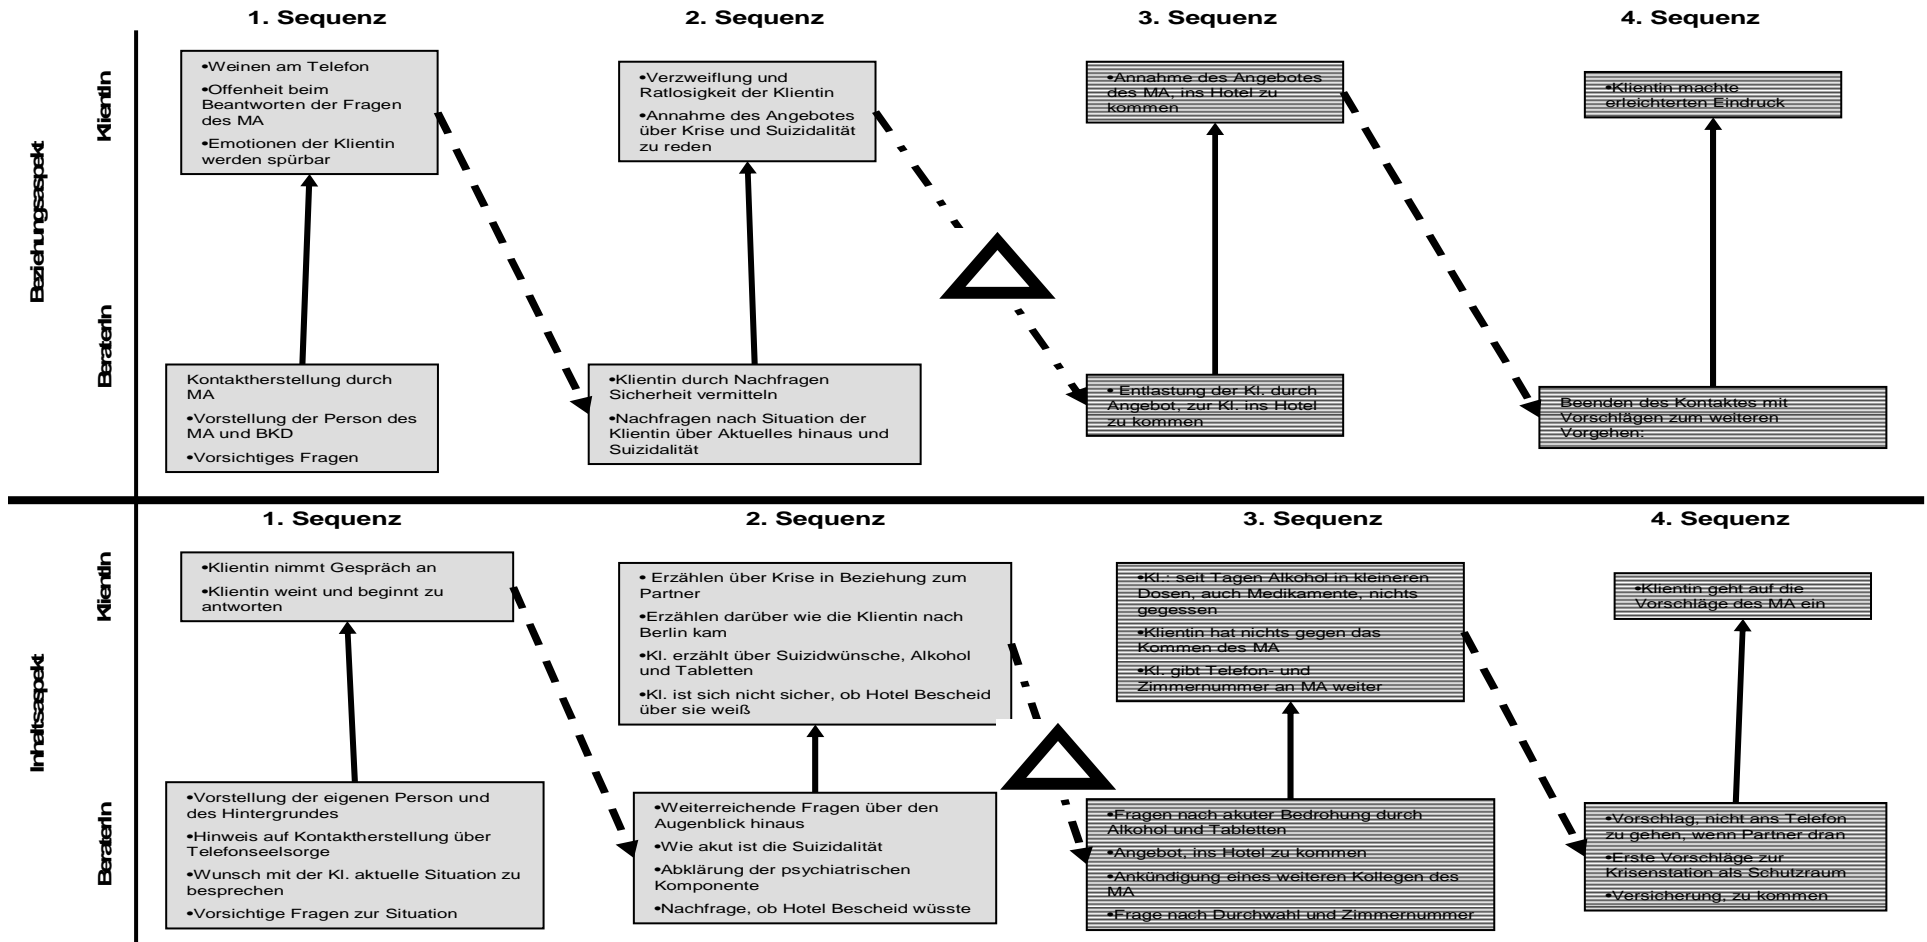 1. Sequenz
2. Sequenz
3. Sequenz
4. Sequenz
Beziehungsaspekt
KlientIn
•Weinen am Telefon
•Offenheit beim
Beantworten der Fragen
des MA
•Emotionen der Klientin
werden spürbar
•Verzweiflung und
Ratlosigkeit der Klientin
•Annahme des Angebotes
über Krise und Suizidalität
zu reden
•Annahme des Angebotes
des MA, ins Hotel zu
kommen
•Klientin machte
erleichterten Eindruck
BeraterIn
Kontaktherstellung durch
MA
•Vorstellung der Person des
MA und BKD
•Vorsichtiges Fragen
•Klientin durch Nachfragen
Sicherheit vermitteln
•Nachfragen nach Situation der
Klientin über Aktuelles hinaus und
Suizidalität
• Entlastung der Kl. durch
Angebot, zur Kl. ins Hotel
zu kommen
Beenden des Kontaktes mit
Vorschlägen zum weiteren
Vorgehen:
1. Sequenz
2. Sequenz
3. Sequenz
4. Sequenz
Inhaltsaspekt
KlientIn
•Klientin nimmt Gespräch an
•Klientin weint und beginnt zu
antworten
• Erzählen über Krise in Beziehung zum
Partner
•Erzählen darüber wie die Klientin nach
Berlin kam
•Kl. erzählt über Suizidwünsche, Alkohol
und Tabletten
•Kl. ist sich nicht sicher, ob Hotel Bescheid
über sie weiß
•Kl.: seit Tagen Alkohol in kleineren
Dosen, auch Medikamente, nichts
gegessen
•Klientin hat nichts gegen das
Kommen des MA
•Kl. gibt Telefon- und
Zimmernummer an MA weiter
•Klientin geht auf die
Vorschläge des MA ein
BeraterIn
•Vorstellung der eigenen Person und
des Hintergrundes
•Hinweis auf Kontaktherstellung über
Telefonseelsorge
•Wunsch mit der Kl. aktuelle Situation zu
besprechen
•Vorsichtige Fragen zur Situation
•Weiterreichende Fragen über den
Augenblick hinaus
•Wie akut ist die Suizidalität
•Abklärung der psychiatrischen
Komponente
•Nachfrage, ob Hotel Bescheid wüsste
•Fragen nach akuter Bedrohung durch
Alkohol und Tabletten
•Angebot, ins Hotel zu kommen
•Ankündigung eines weiteren Kollegen des
MA
•Frage nach Durchwahl und Zimmernummer
•Vorschlag, nicht ans Telefon
zu gehen, wenn Partner dran
•Erste Vorschläge zur
Krisenstation als Schutzraum
•Versicherung, zu kommen